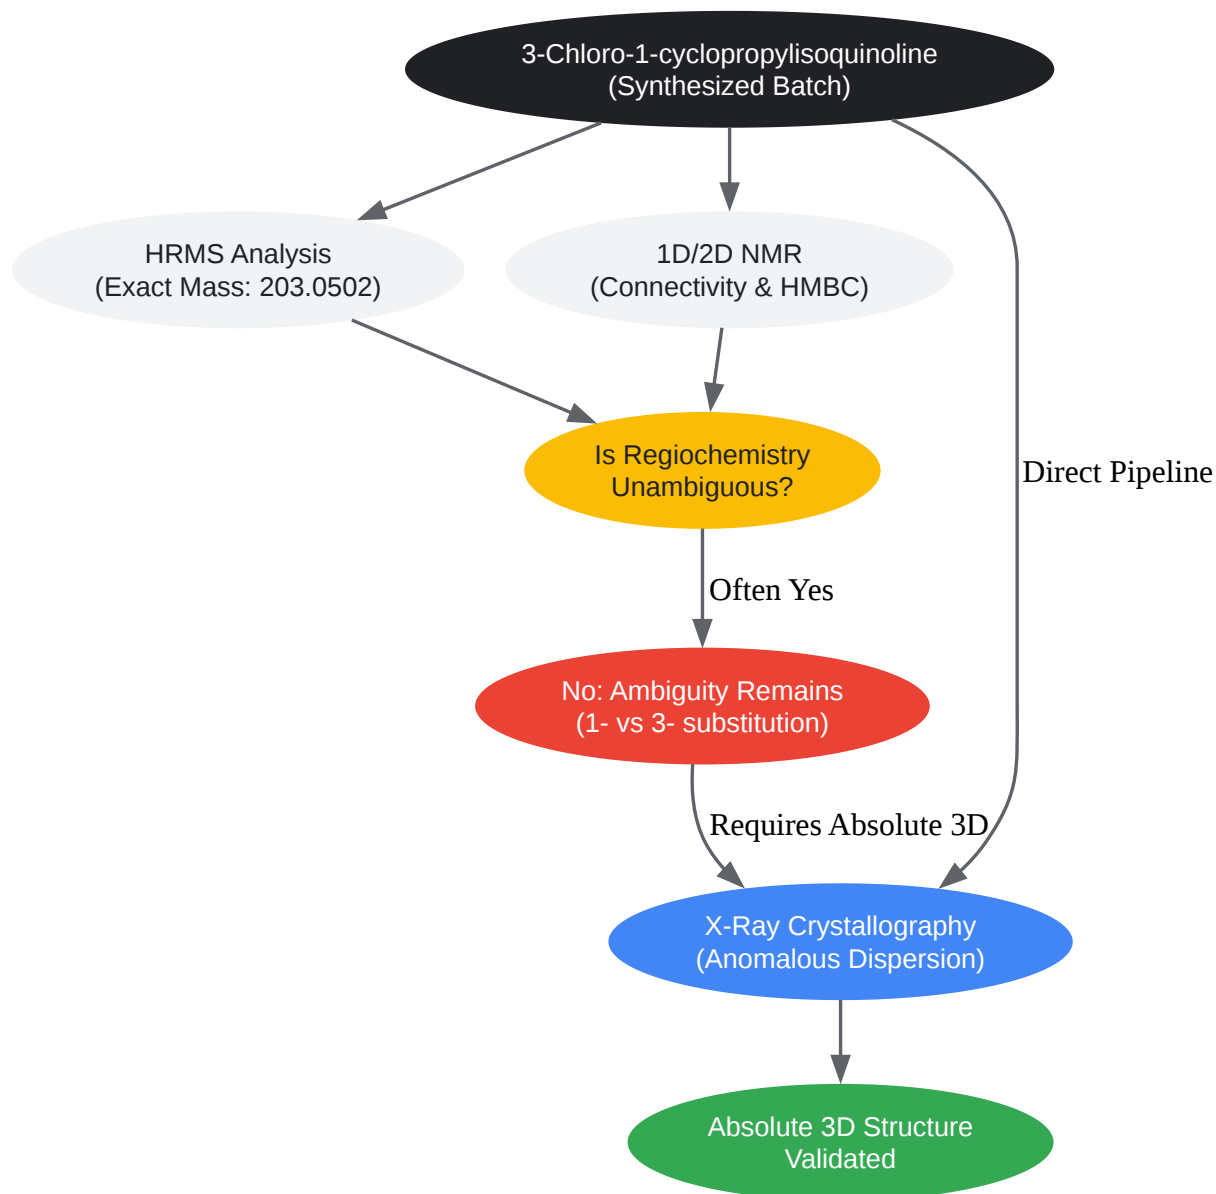 3-Chloro-1-cyclopropylisoquinoline
(Synthesized Batch)
HRMS Analysis
(Exact Mass: 203.0502)
1D/2D NMR
(Connectivity & HMBC)
Is Regiochemistry
Unambiguous?
Direct Pipeline
Often Yes
No: Ambiguity Remains
(1- vs 3- substitution)
Requires Absolute 3D
X-Ray Crystallography
(Anomalous Dispersion)
Absolute 3D Structure
Validated